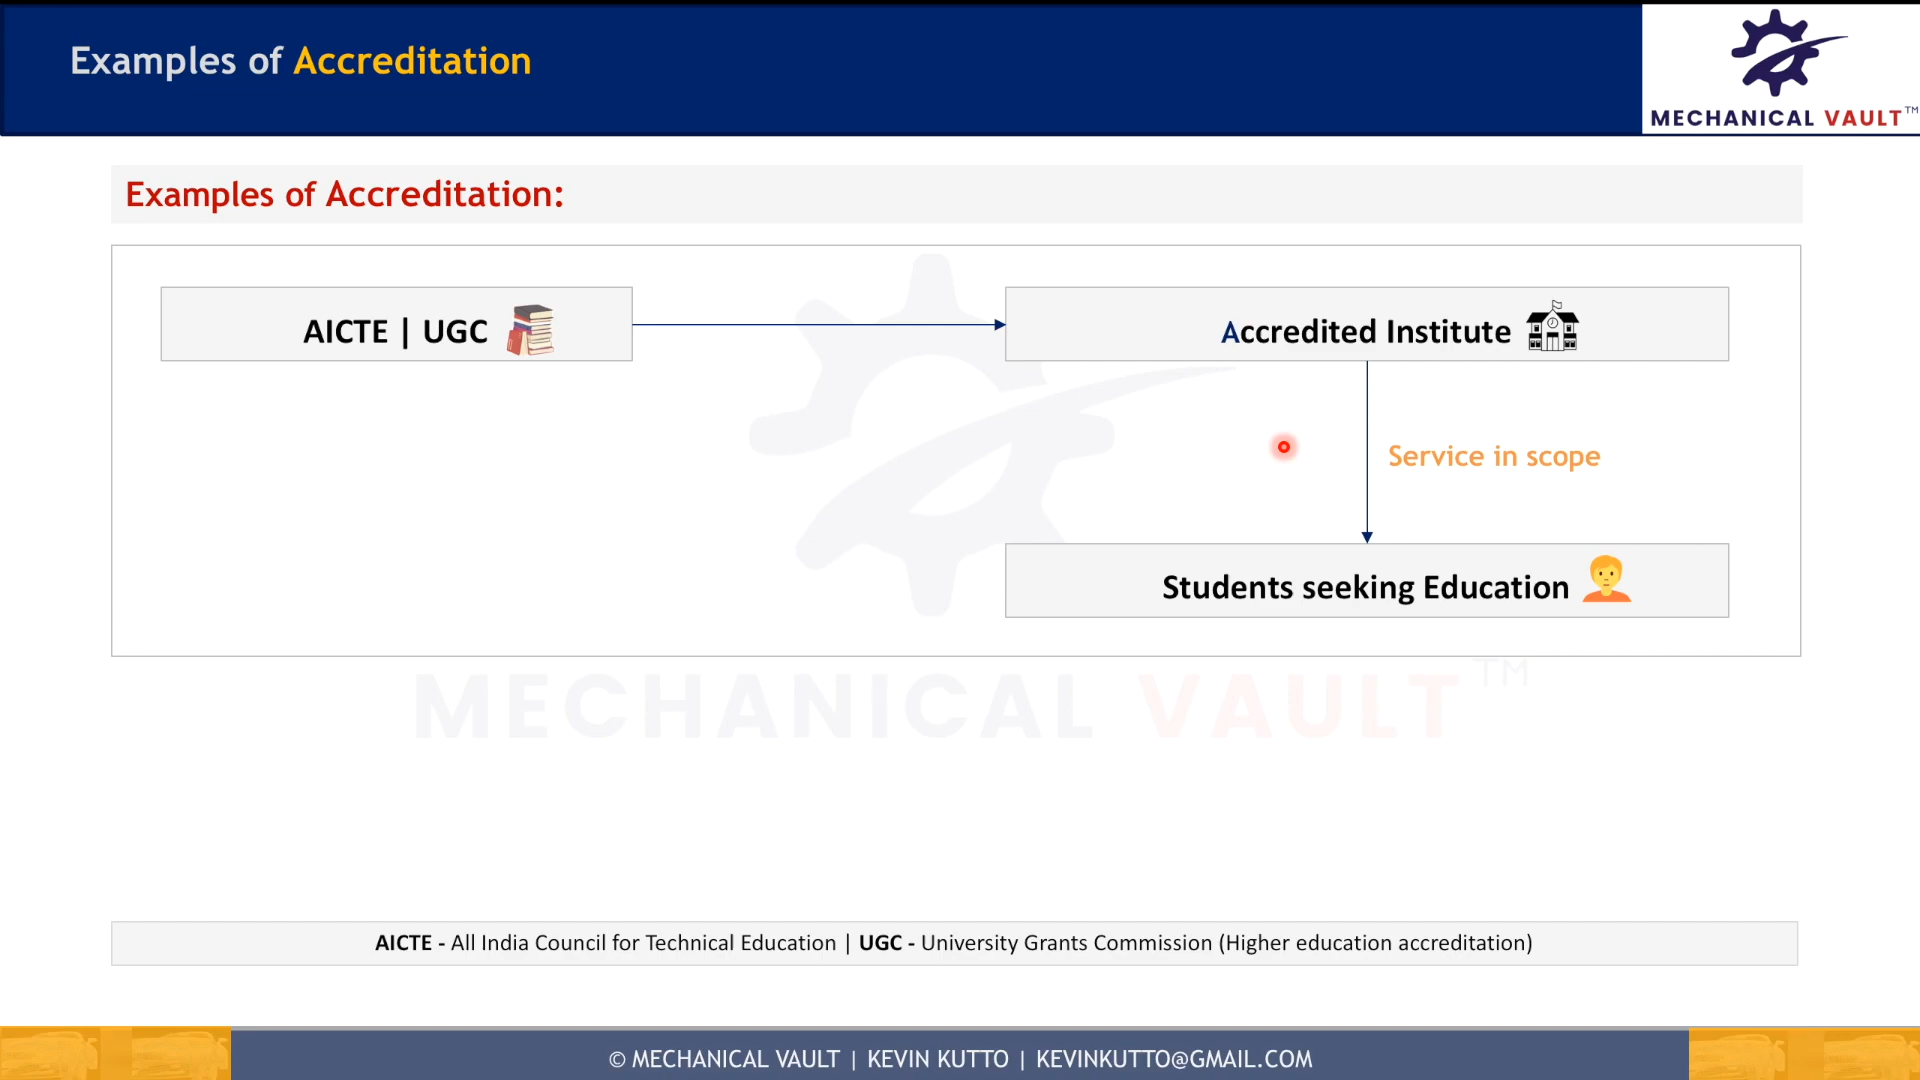 Examples of Accreditation
MECHANICAL VAULT™
Examples of Accreditation:
AICTE | UGC
Accredited Institute
Service in scope
Students seeking Education
MECHANICAL VAULT™
AICTE - All India Council for Technical Education | UGC - University Grants Commission (Higher education accreditation)
© MECHANICAL VAULT | KEVIN KUTTO | KEVINKUTTO@GMAIL.COM